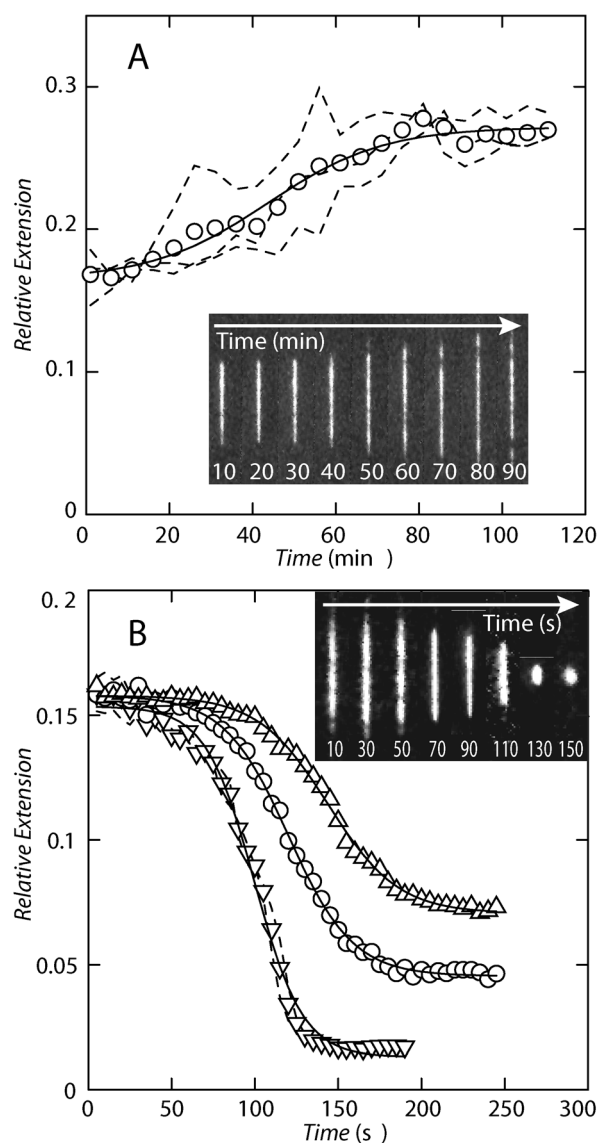 A
0.3
0.2
0.1
0
Relative Extension
Time (min)
10 20 30 40 50 60 70 80 90
0 20 40 60 80 100 120
Time (min )
B
0.2
0.15
0.1
0.05
0
Relative Extension
Time (s)
10 30 50 70 90 110 130 150
0 50 100 150 200 250 300
Time (s )